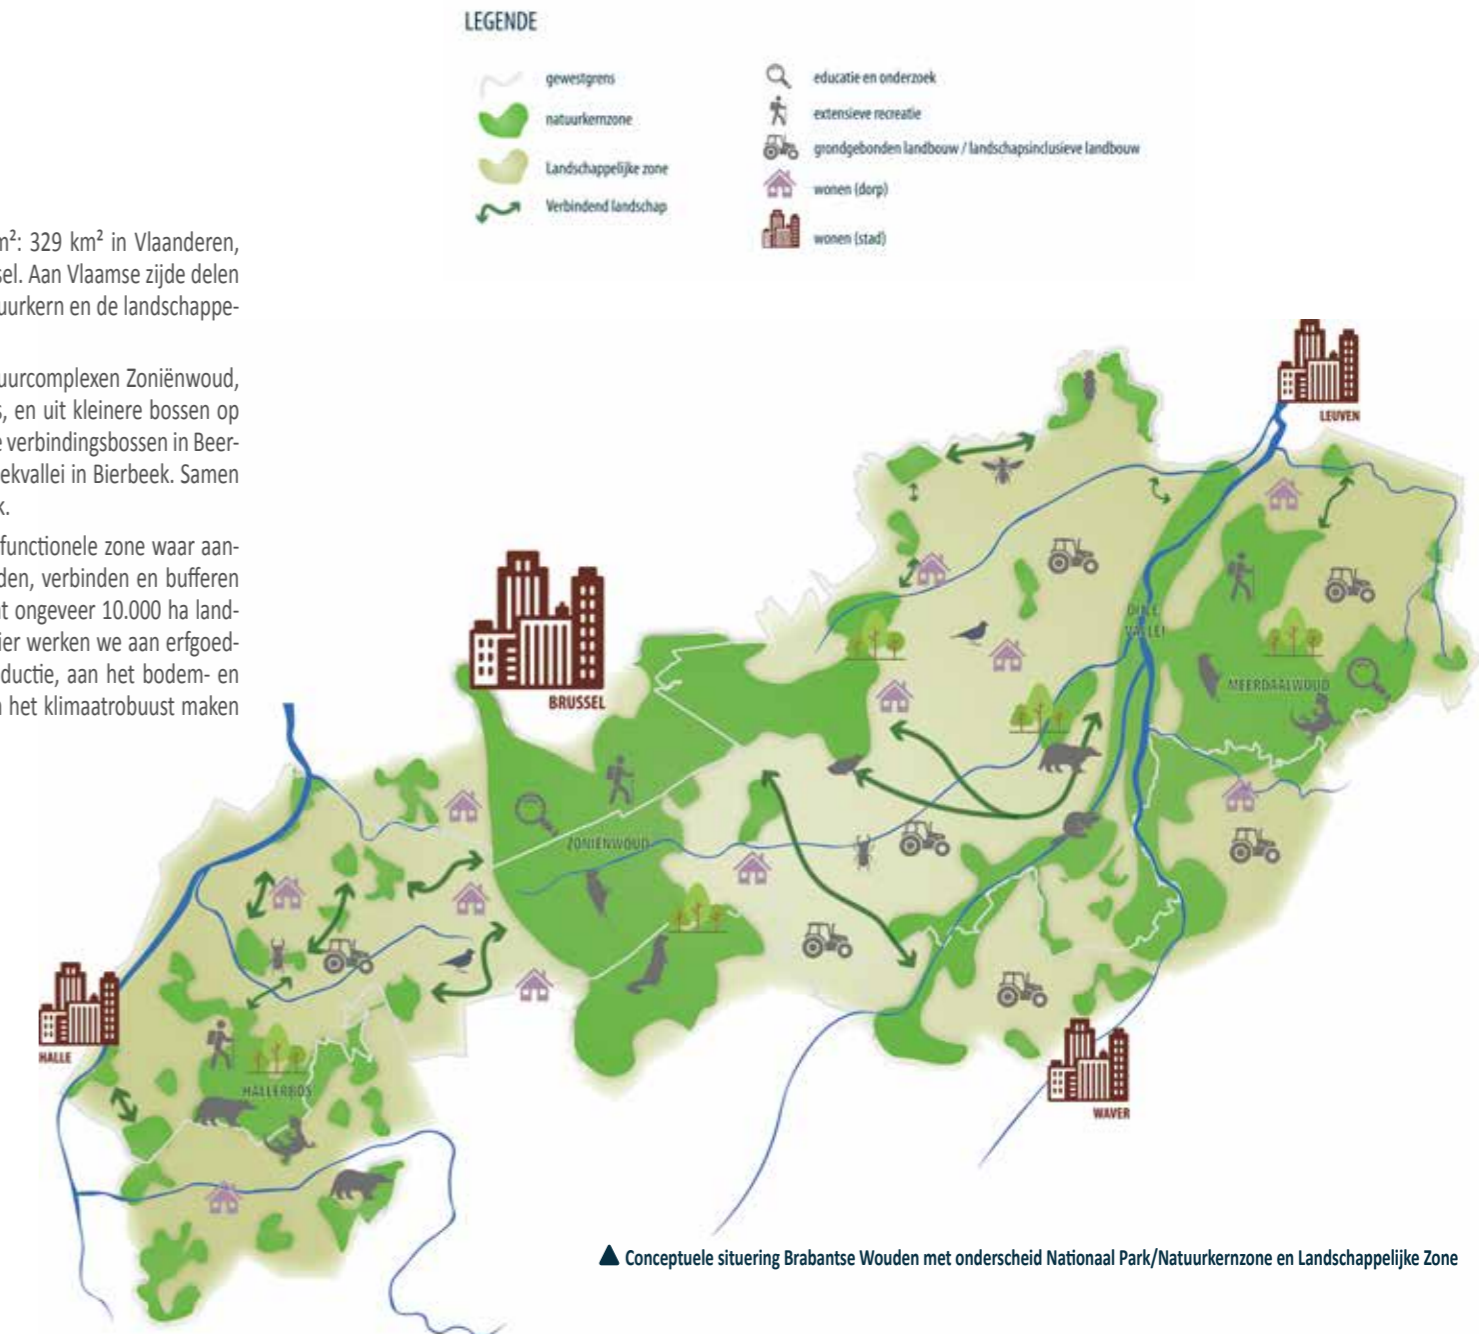 LEGENDE
gewestgrens
natuurkernzone
Landschappelijke zone
Verbindend landschap
educatie en onderzoek
extensieve recreatie
grondgebonden landbouw / landschapsinclusieve landbouw
wonen (dorp)
wonen (stad)
m²: 329 km² in Vlaanderen,
sel. Aan Vlaamse zijde delen
uurkern en de landschappe-
uurcomplexen Zoniënwoud,
s, en uit kleinere bossen op
e verbindingsbossen in Beer-
ekvallei in Bierbeek. Samen
k.
functionele zone waar aan-
den, verbinden en bufferen
nt ongeveer 10.000 ha land-
ier werken we aan erfgoed-
ductie, aan het bodem- en
n het klimaatrobuust maken
LEUVEN
DIJLE
VALLEI
MEERDAALWOUD
BRUSSEL
ZONIËNWOUD
HALLE
HALLERBOS
WAVER
▲ Conceptuele situering Brabantse Wouden met onderscheid Nationaal Park/Natuurkernzone en Landschappelijke Zone